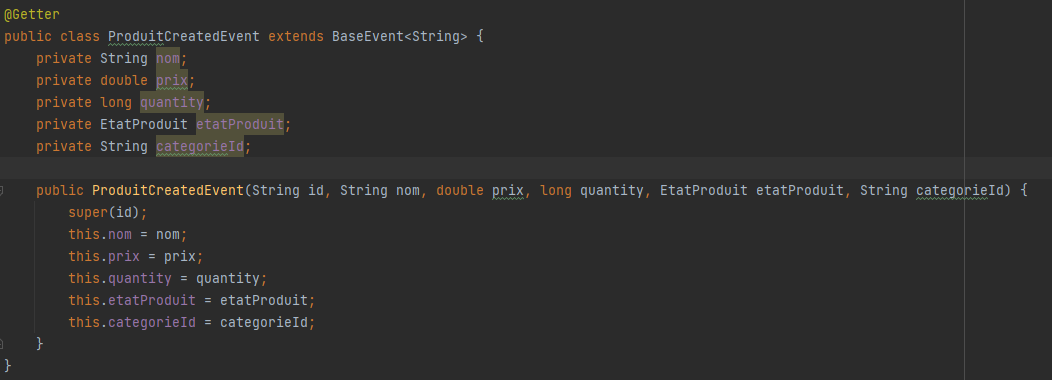 @Getter
public class ProduitCreatedEvent extends BaseEvent<String> {
    private String nom;
    private double prix;
    private long quantity;
    private EtatProduit etatProduit;
    private String categorieId;
    public ProduitCreatedEvent(String id, String nom, double prix, long quantity, EtatProduit etatProduit, String categorieId) {
        super(id);
        this.nom = nom;
        this.prix = prix;
        this.quantity = quantity;
        this.etatProduit = etatProduit;
        this.categorieId = categorieId;
    }
}